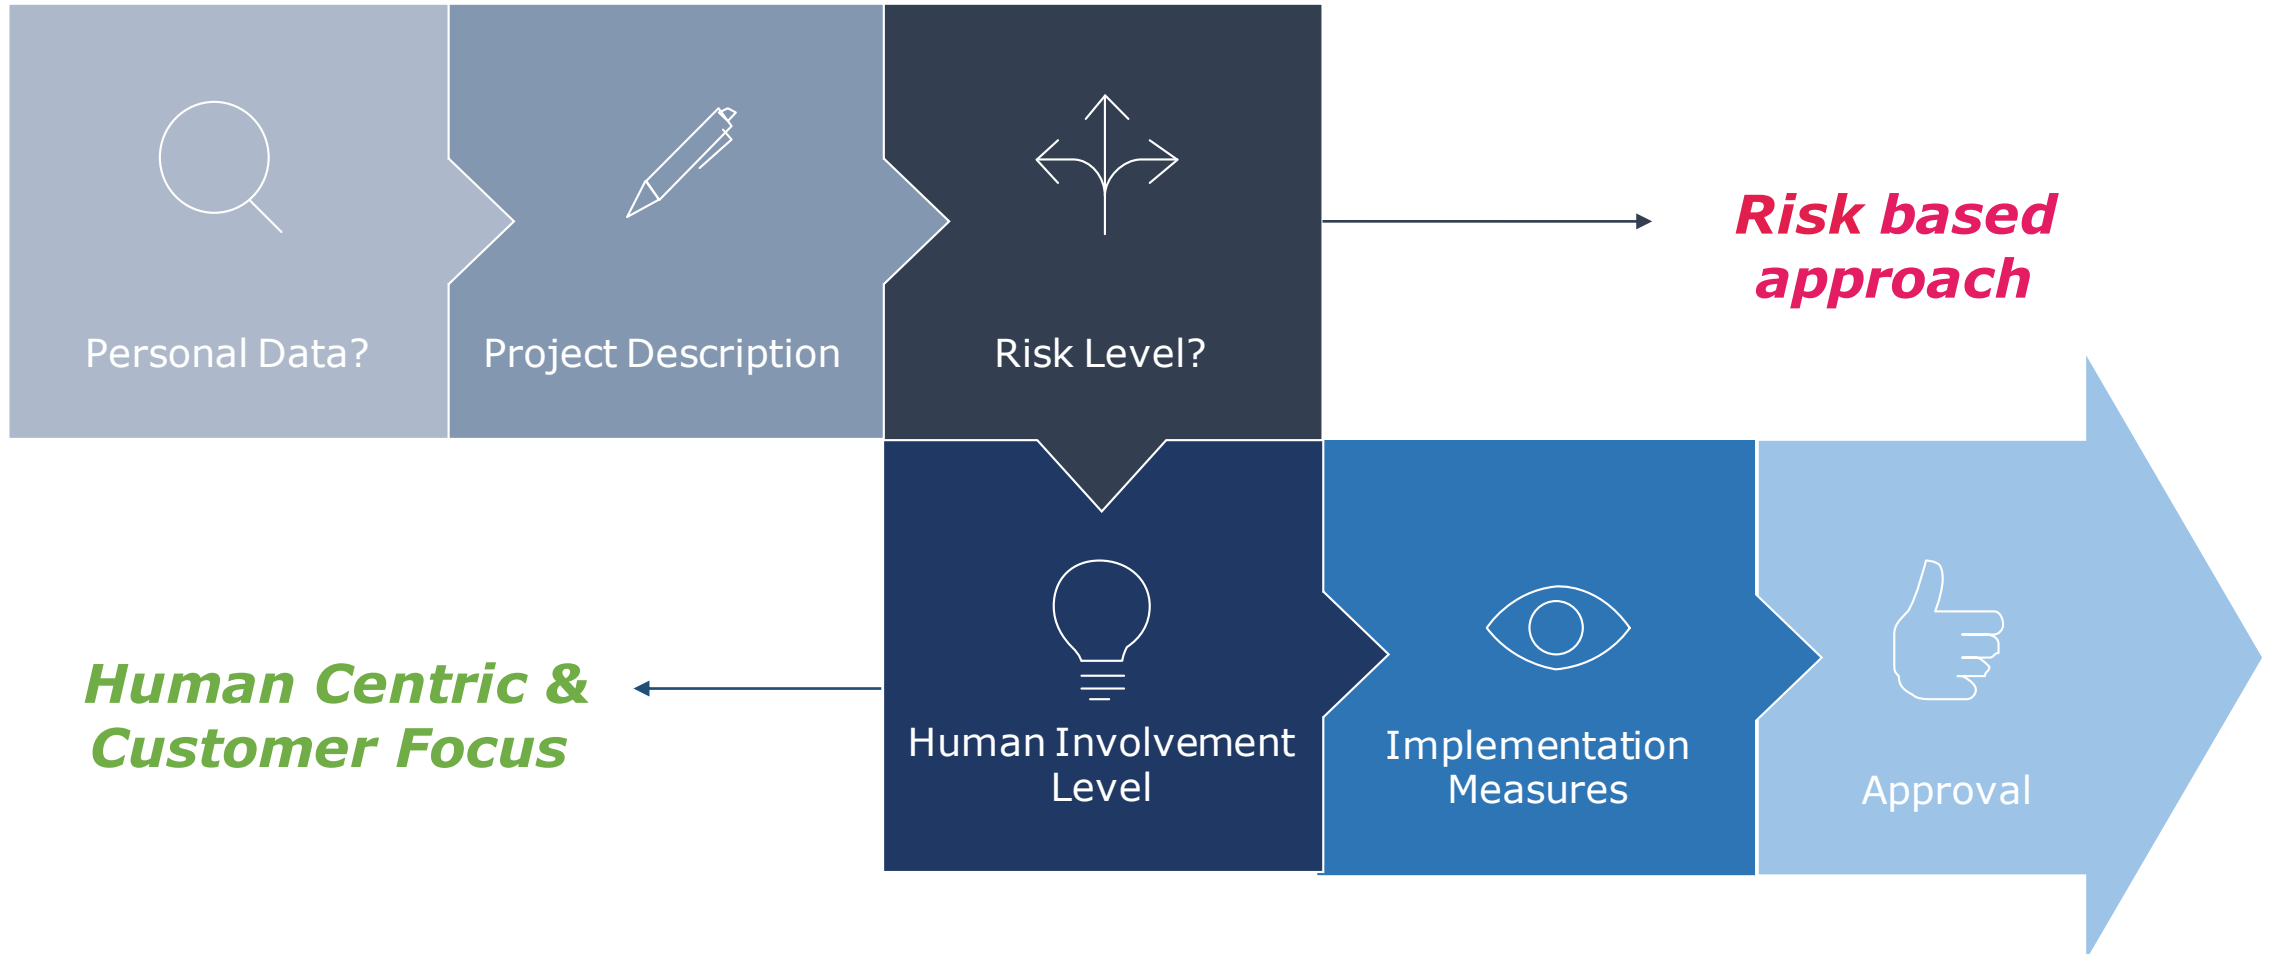 Personal Data?
Project Description
Risk Level?
Risk based
approach
Human Centric &
Customer Focus
Human Involvement
Level
Implementation
Measures
Approval